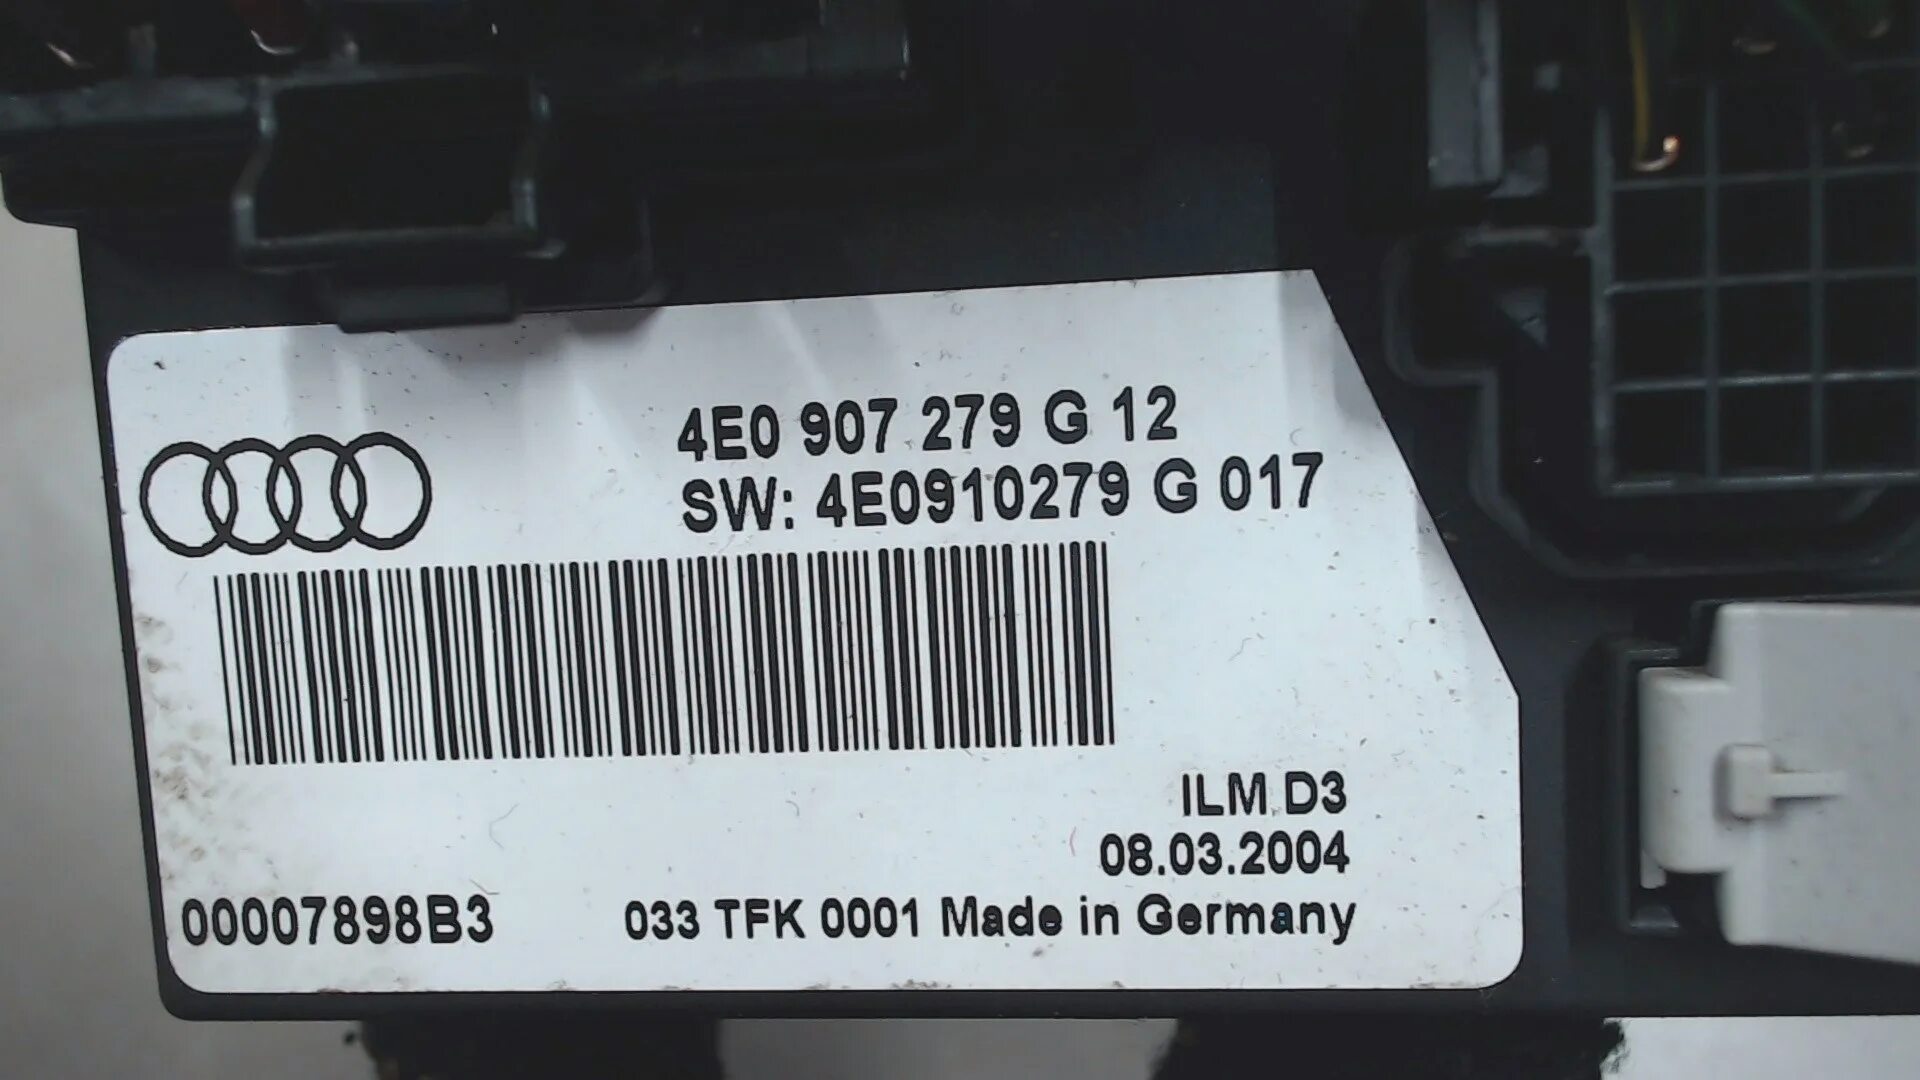 4E0 907 279 G 12
SW: 4E0910279 G 017
ILM D3
08.03.2004
00007898B3 033 TFK 0001 Made in Germany